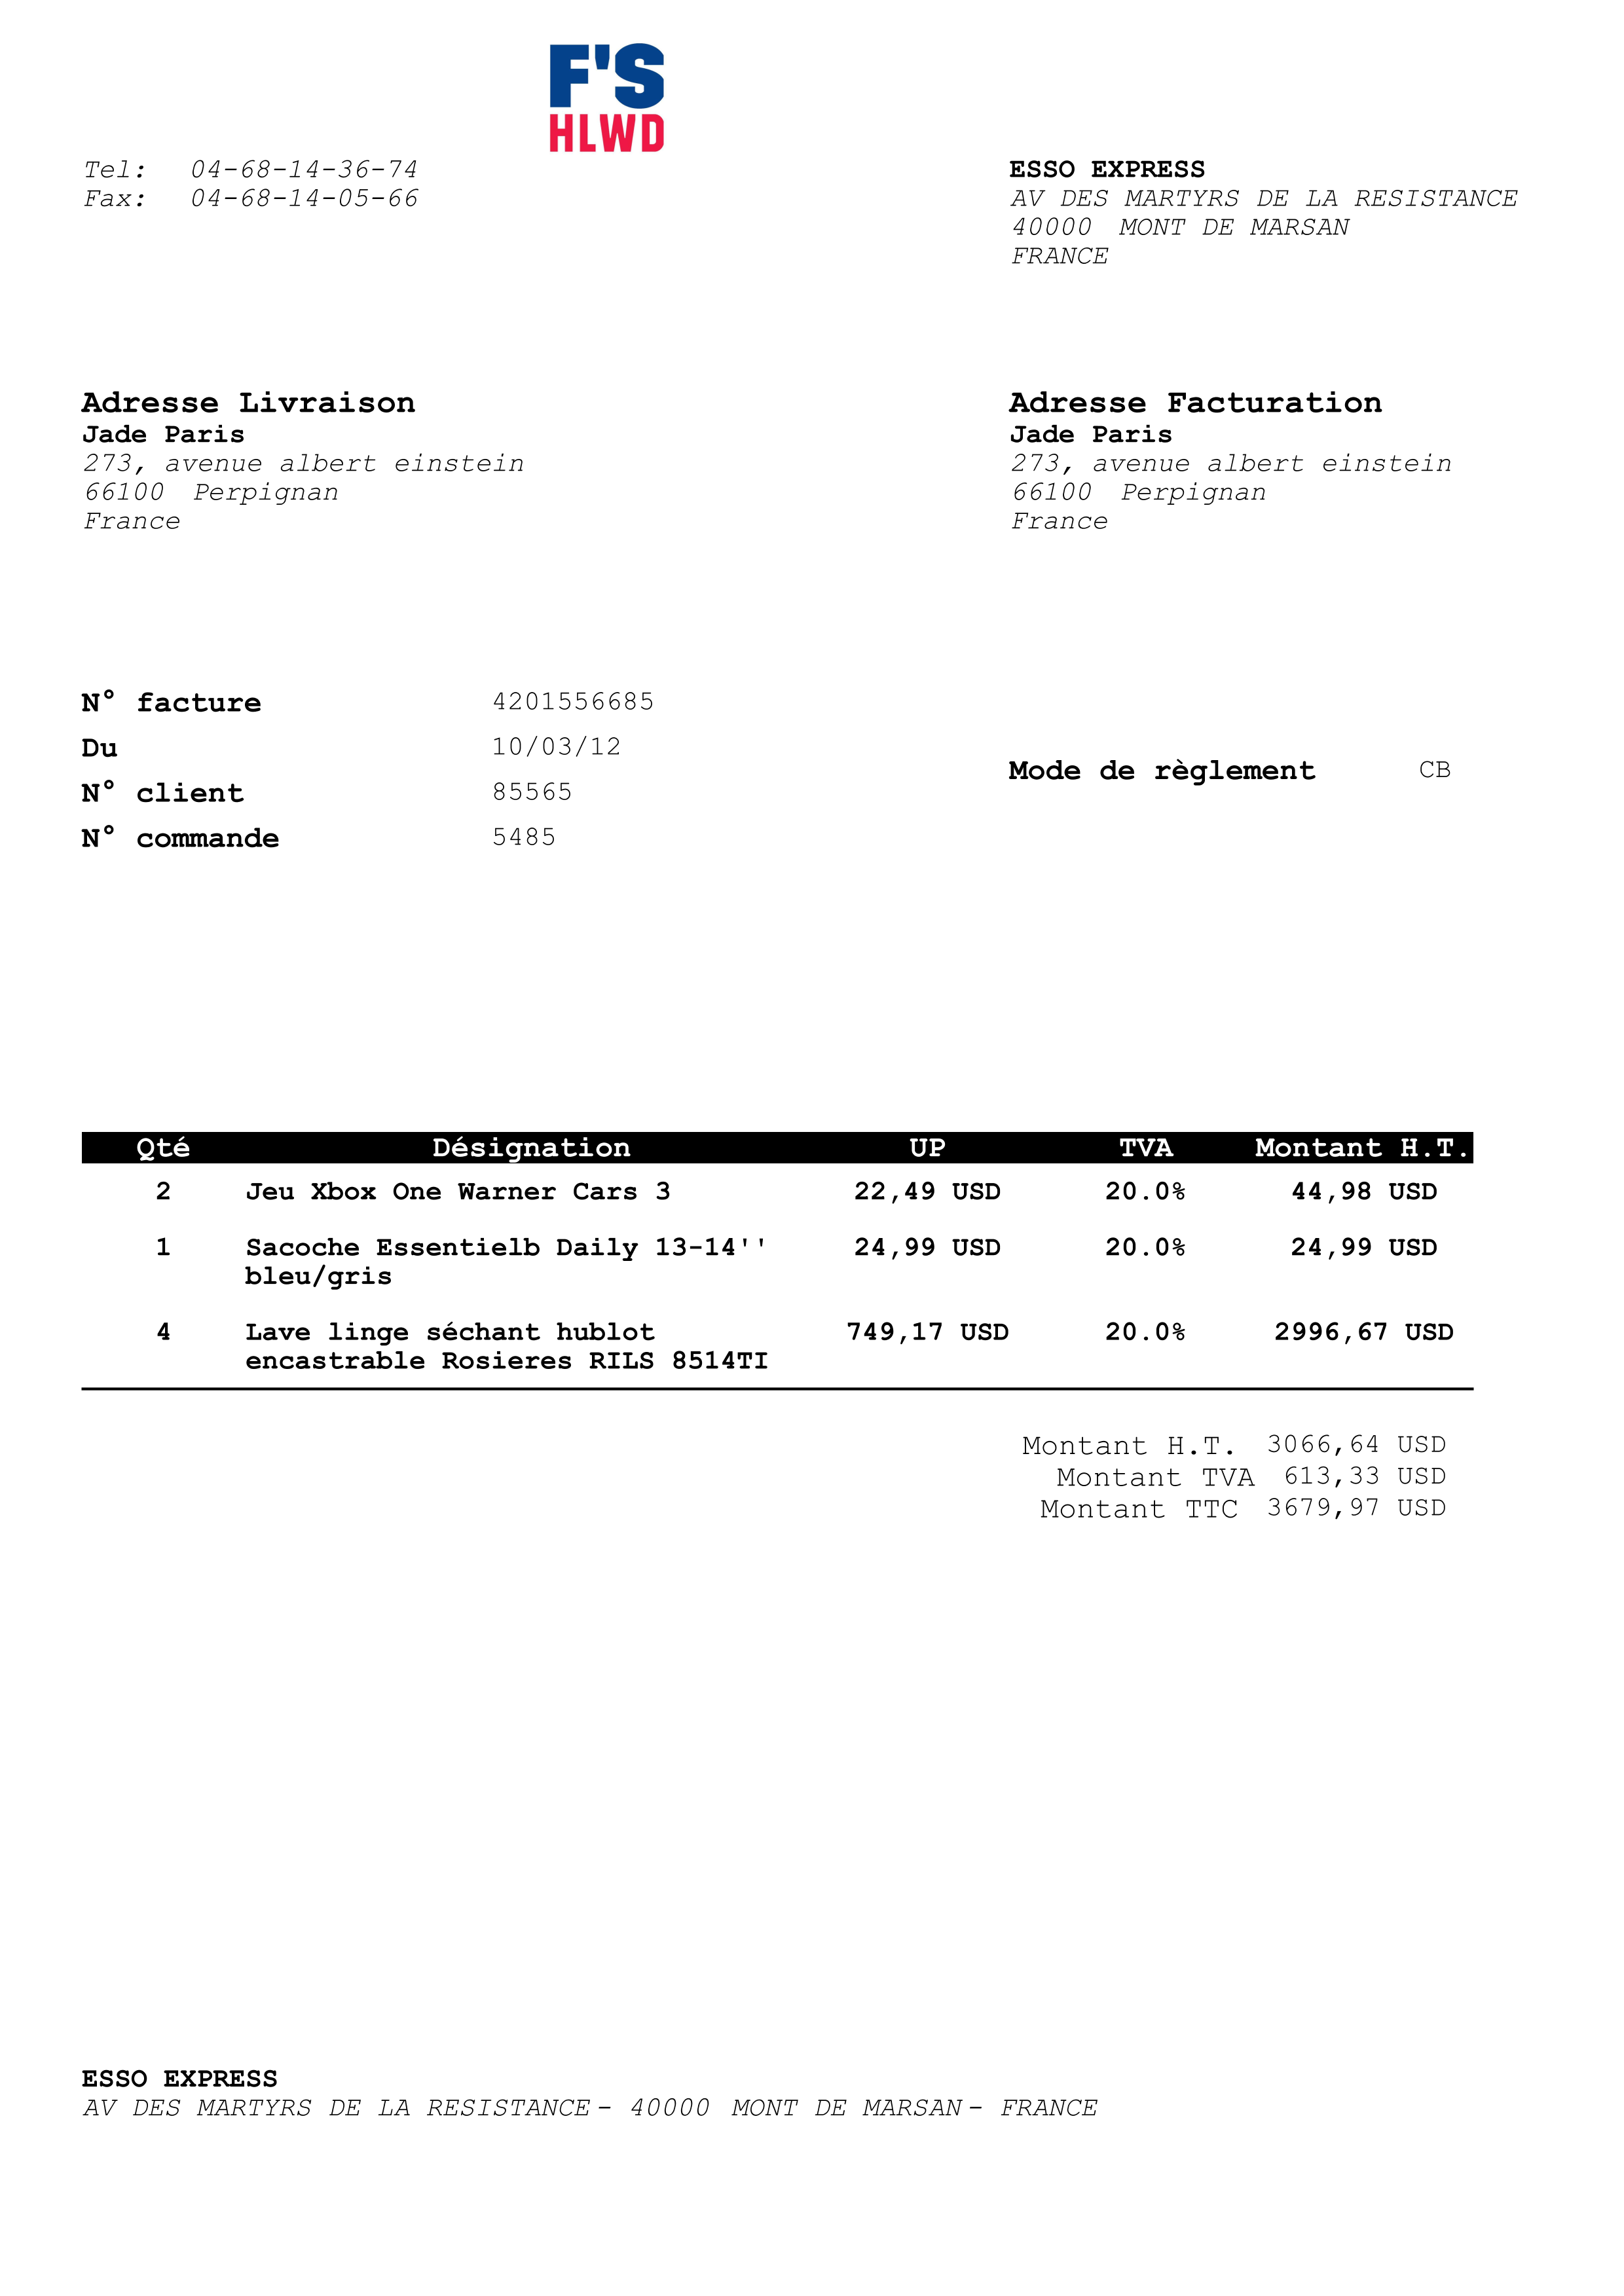 F'S
HLWD
Tel: 04-68-14-36-74
Fax: 04-68-14-05-66
ESSO EXPRESS
AV DES MARTYRS DE LA RESISTANCE
40000 MONT DE MARSAN
FRANCE
Adresse Livraison
Jade Paris
273, avenue albert einstein
66100 Perpignan
France
Adresse Facturation
Jade Paris
273, avenue albert einstein
66100 Perpignan
France
N° facture 4201556685
Du 10/03/12
N° client 85565
N° commande 5485
Mode de règlement CB
Qté Désignation UP TVA Montant H.T.
2 Jeu Xbox One Warner Cars 3 22,49 USD 20.0% 44,98 USD
1 Sacoche Essentielb Daily 13-14'' 24,99 USD 20.0% 24,99 USD
bleu/gris
4 Lave linge séchant hublot 749,17 USD 20.0% 2996,67 USD
encastrable Rosieres RILS 8514TI
Montant H.T. 3066,64 USD
Montant TVA 613,33 USD
Montant TTC 3679,97 USD
ESSO EXPRESS
AV DES MARTYRS DE LA RESISTANCE - 40000 MONT DE MARSAN - FRANCE